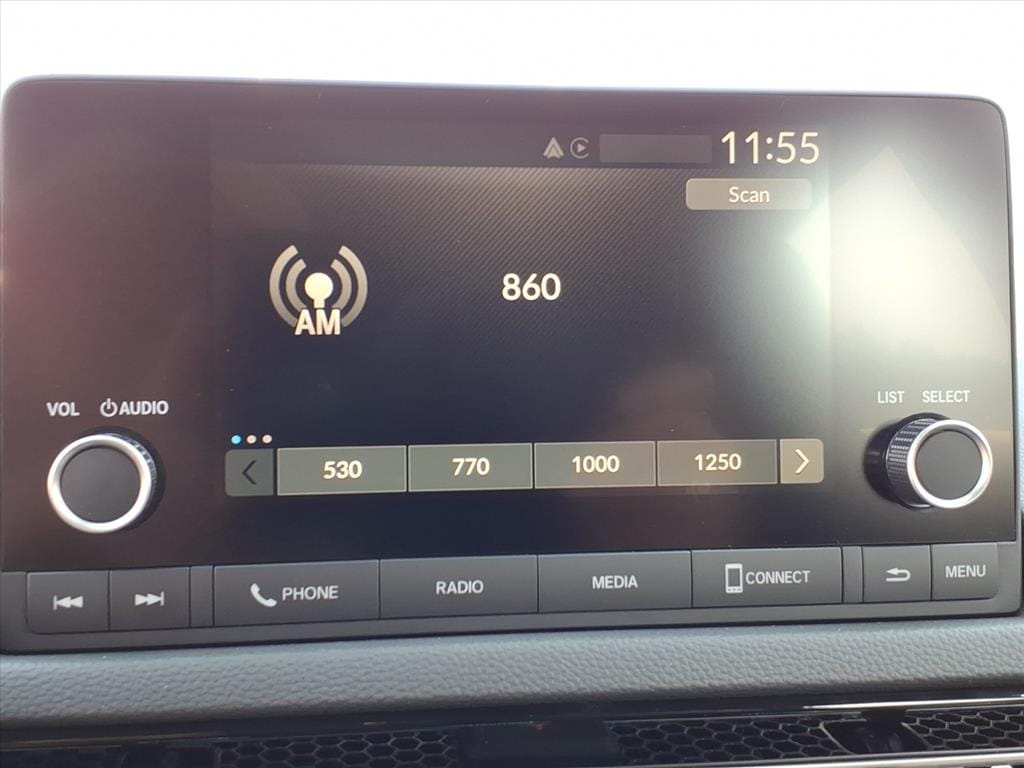 11:55
Scan
860
AM
VOL AUDIO
LIST SELECT
530 770 1000 1250
PHONE RADIO MEDIA CONNECT MENU